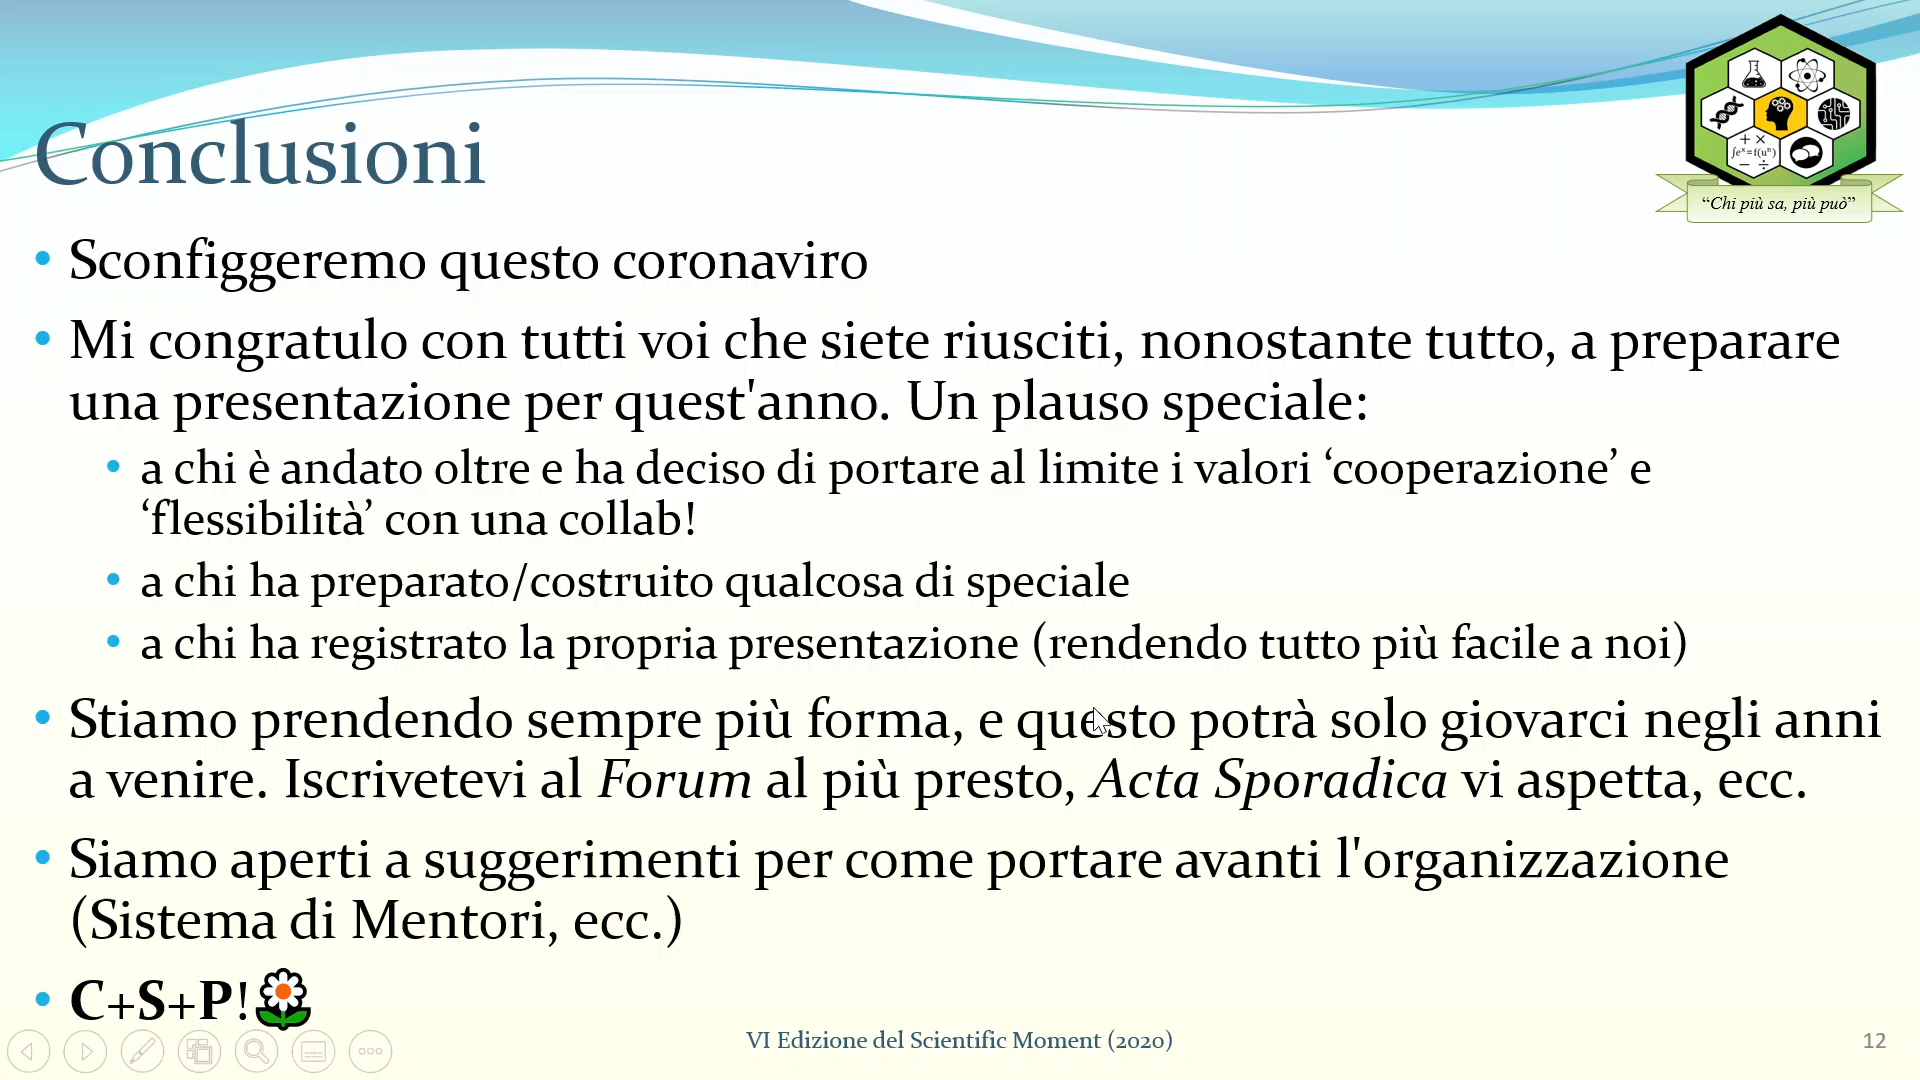 Conclusioni
+ ×
∫eˣ=f(uⁿ)
− ÷
“Chi più sa, più può”
• Sconfiggeremo questo coronaviro
• Mi congratulo con tutti voi che siete riusciti, nonostante tutto, a preparare
una presentazione per quest'anno. Un plauso speciale:
• a chi è andato oltre e ha deciso di portare al limite i valori ‘cooperazione’ e
‘flessibilità’ con una collab!
• a chi ha preparato/costruito qualcosa di speciale
• a chi ha registrato la propria presentazione (rendendo tutto più facile a noi)
• Stiamo prendendo sempre più forma, e questo potrà solo giovarci negli anni
a venire. Iscrivetevi al Forum al più presto, Acta Sporadica vi aspetta, ecc.
• Siamo aperti a suggerimenti per come portare avanti l'organizzazione
(Sistema di Mentori, ecc.)
• C+S+P!
VI Edizione del Scientific Moment (2020)
12